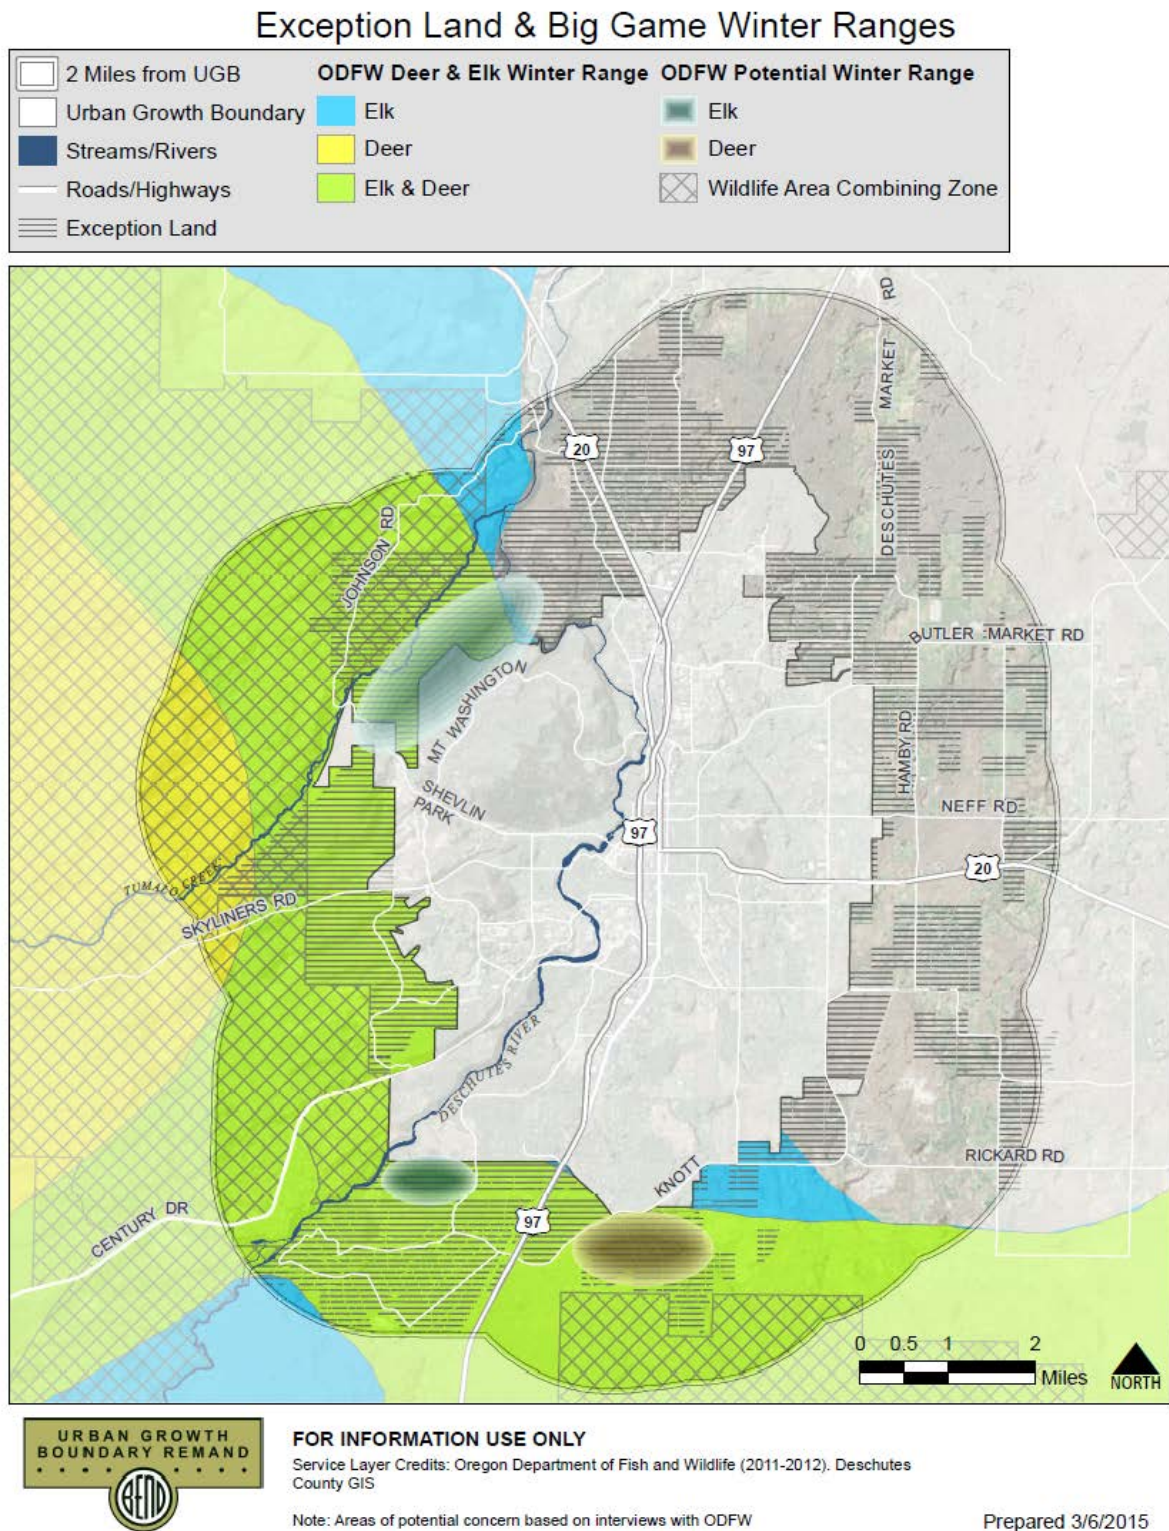 Exception Land & Big Game Winter Ranges
2 Miles from UGB
Urban Growth Boundary
Streams/Rivers
Roads/Highways
Exception Land
ODFW Deer & Elk Winter Range
Elk
Deer
Elk & Deer
ODFW Potential Winter Range
Elk
Deer
Wildlife Area Combining Zone
DESCHUTES MARKET RD
20
97
JOHNSON RD
BUTLER MARKET RD
MT WASHINGTON
HAMBY RD
SHEVLIN
PARK
NEFF RD
97
20
TUMALO CREEK
SKYLINERS RD
DESCHUTES RIVER
RICKARD RD
KNOTT
CENTURY DR
97
0 0.5 1 2
Miles
NORTH
URBAN GROWTH
BOUNDARY REMAND
BEND
FOR INFORMATION USE ONLY
Service Layer Credits: Oregon Department of Fish and Wildlife (2011-2012). Deschutes
County GIS
Note: Areas of potential concern based on interviews with ODFW
Prepared 3/6/2015